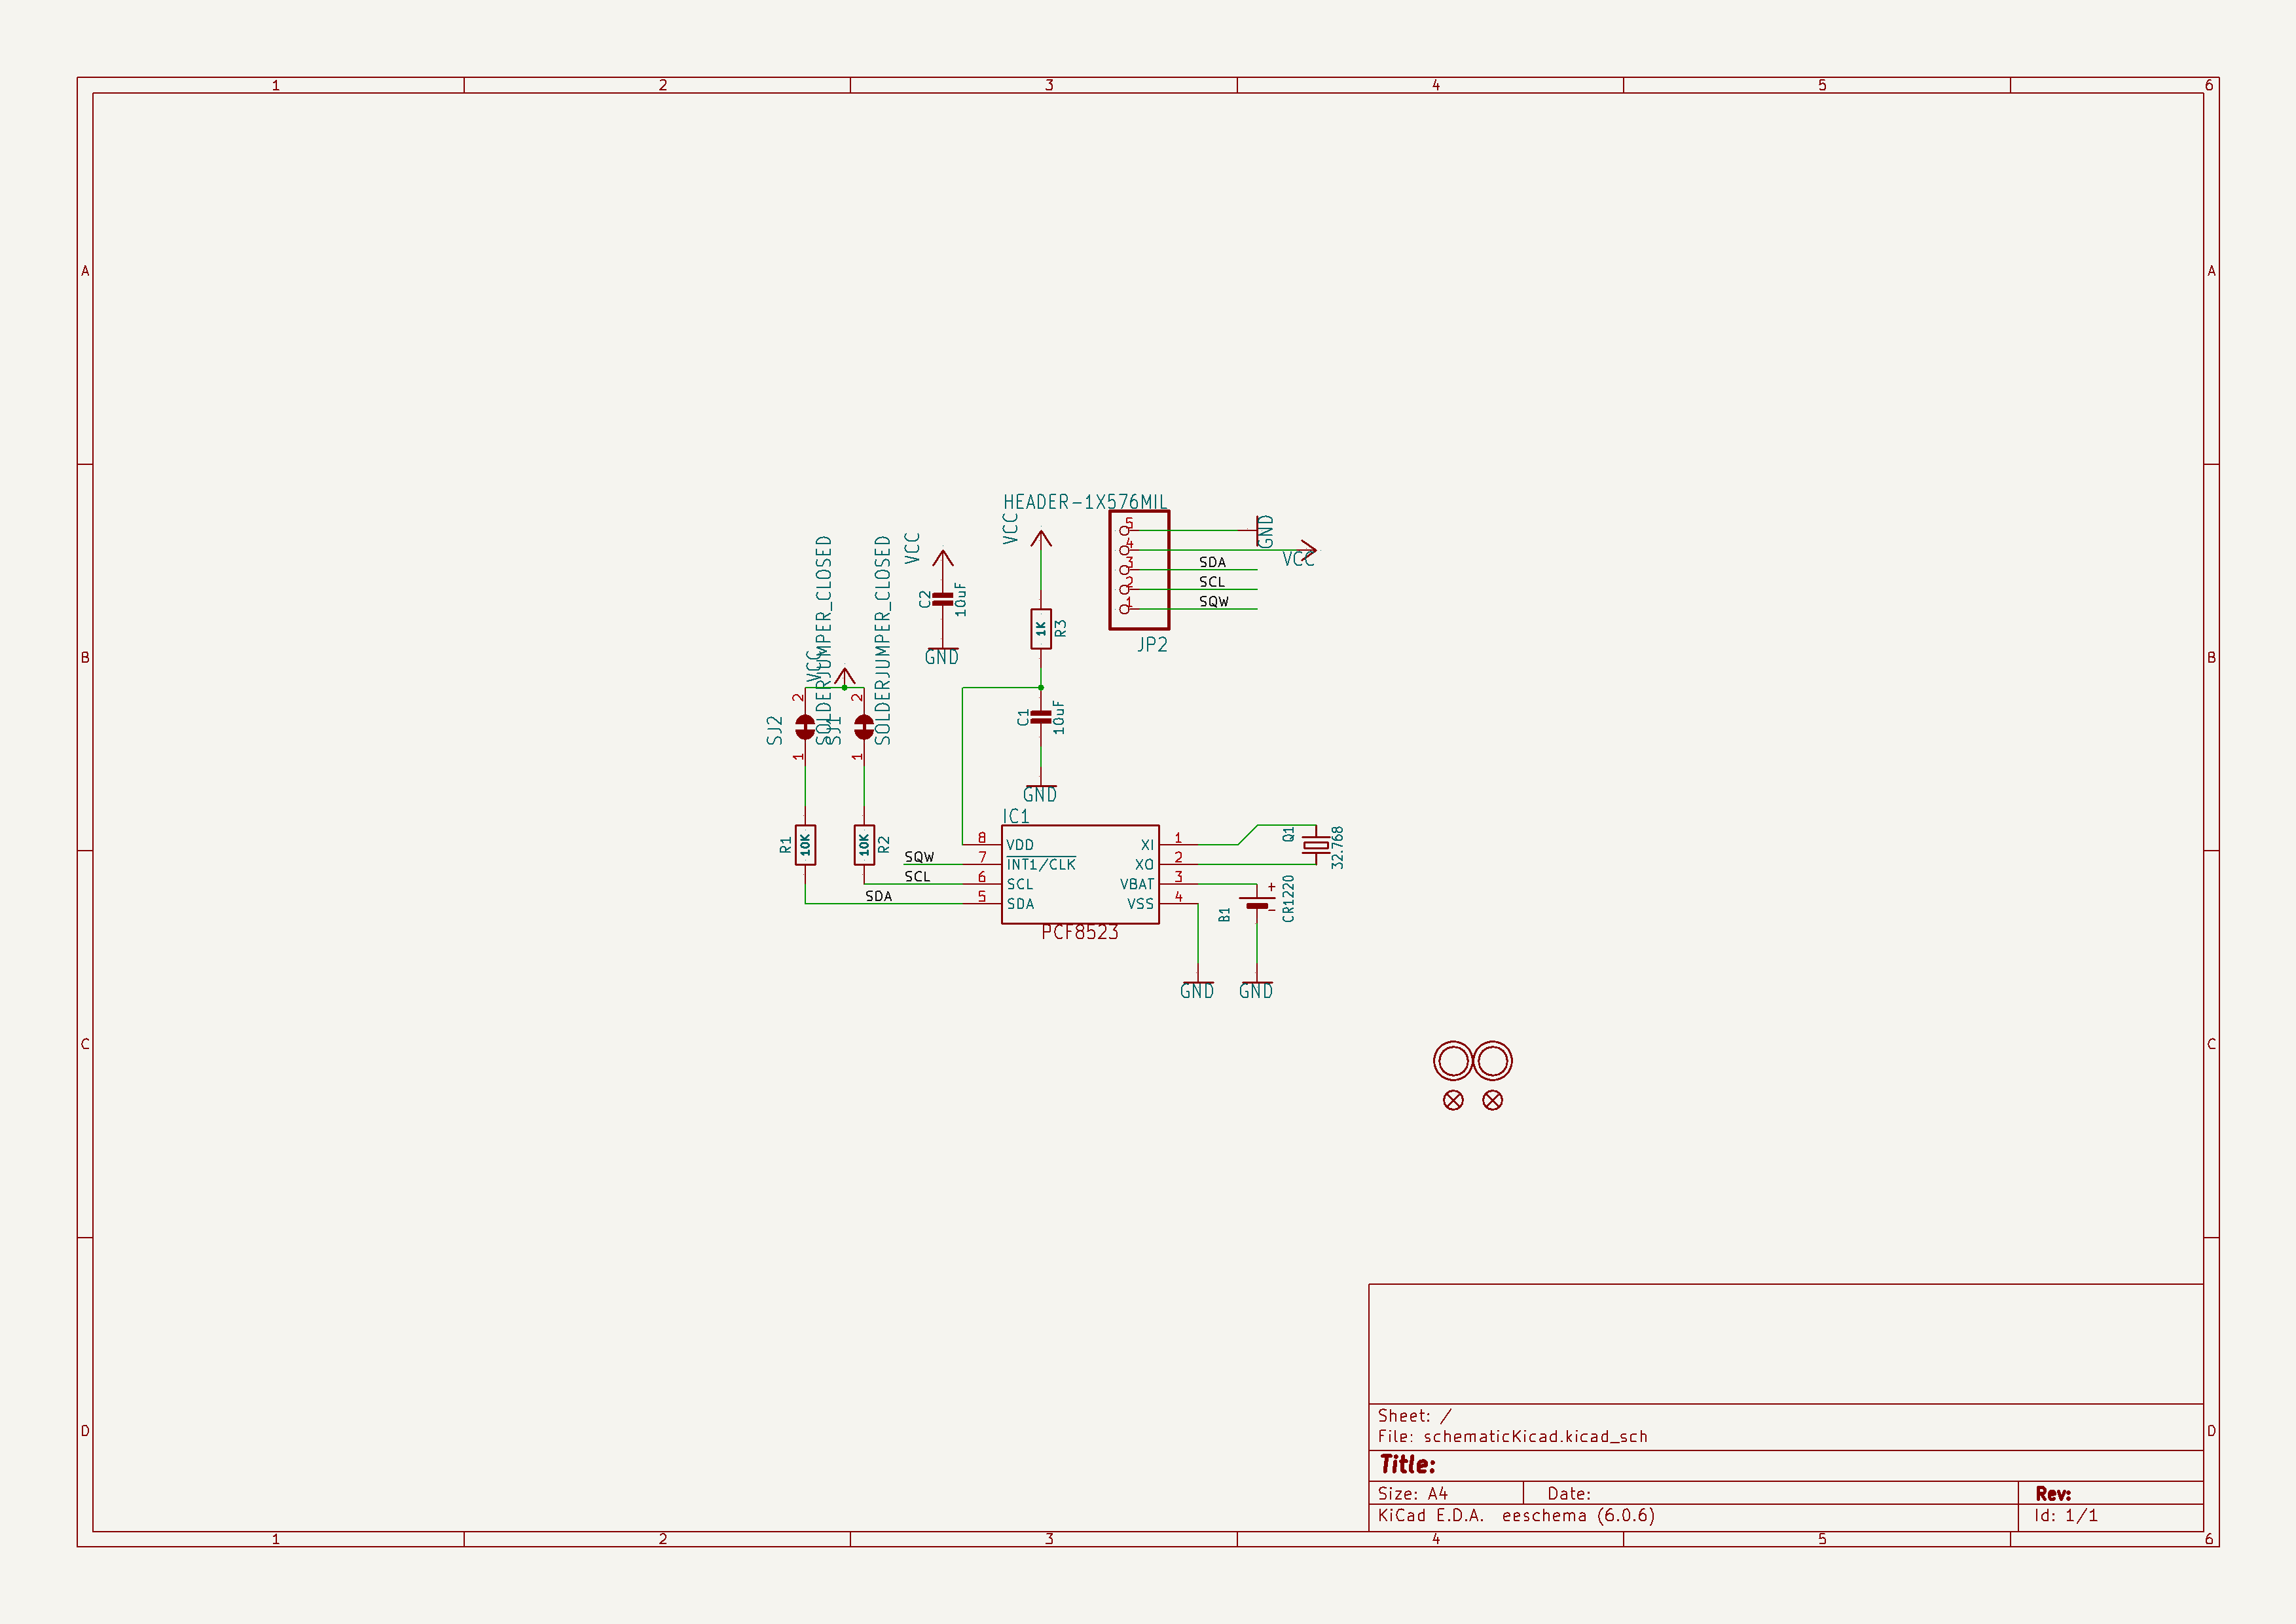 1 2 3 4 5 6
A A
HEADER-1X576MIL
VCC
5
GND
4
VCC
3 SDA
2 SCL
1 SQW
JP2
VCC
C2
10uF
GND
1K
R3
B B
VCC
SOLDERJUMPER_CLOSED
SOLDERJUMPER_CLOSED
2
2
SJ2
SJ1
1
1
C1
10uF
GND
IC1
R1
10K
10K
R2
SQW
SCL
SDA
8 VDD XI 1
7 INT1/CLK XO 2
6 SCL VBAT 3
5 SDA VSS 4
PCF8523
Q1
32.768
+
-
B1
CR1220
GND GND
C C
D D
Sheet: /
File: schematicKicad.kicad_sch
Title:
Size: A4 Date: Rev:
KiCad E.D.A. eeschema (6.0.6) Id: 1/1
1 2 3 4 5 6